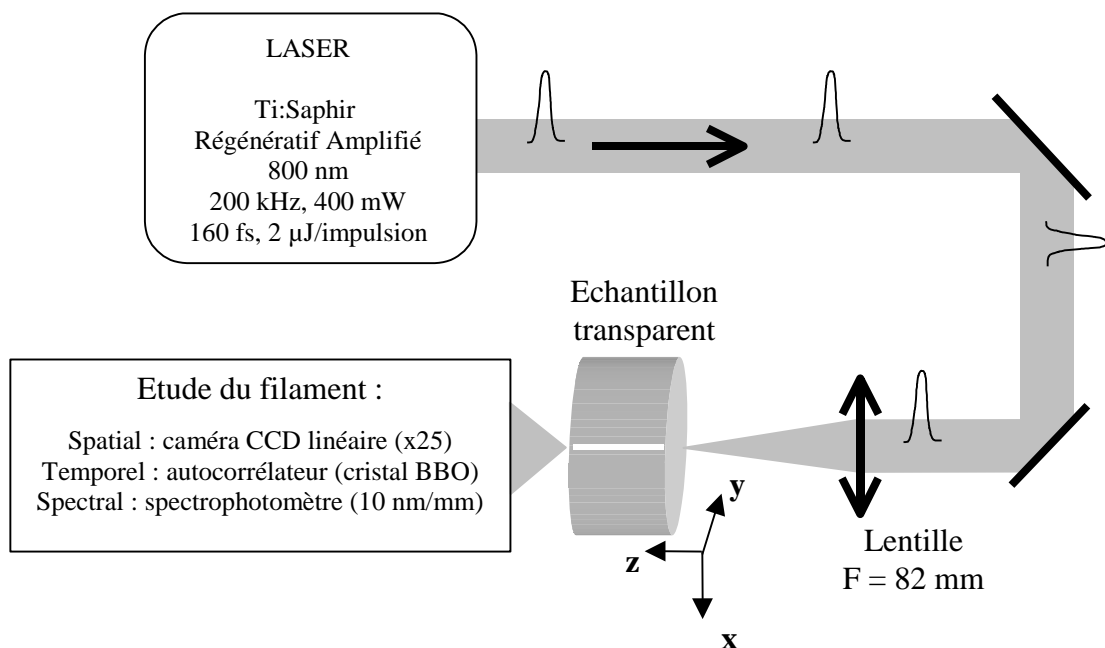 LASER
Ti:Saphir
Régénératif Amplifié
800 nm
200 kHz, 400 mW
160 fs, 2 µJ/impulsion
Echantillon
transparent
Etude du filament :
Spatial : caméra CCD linéaire (x25)
Temporel : autocorrélateur (cristal BBO)
Spectral : spectrophotomètre (10 nm/mm)
y
z
x
Lentille
F = 82 mm